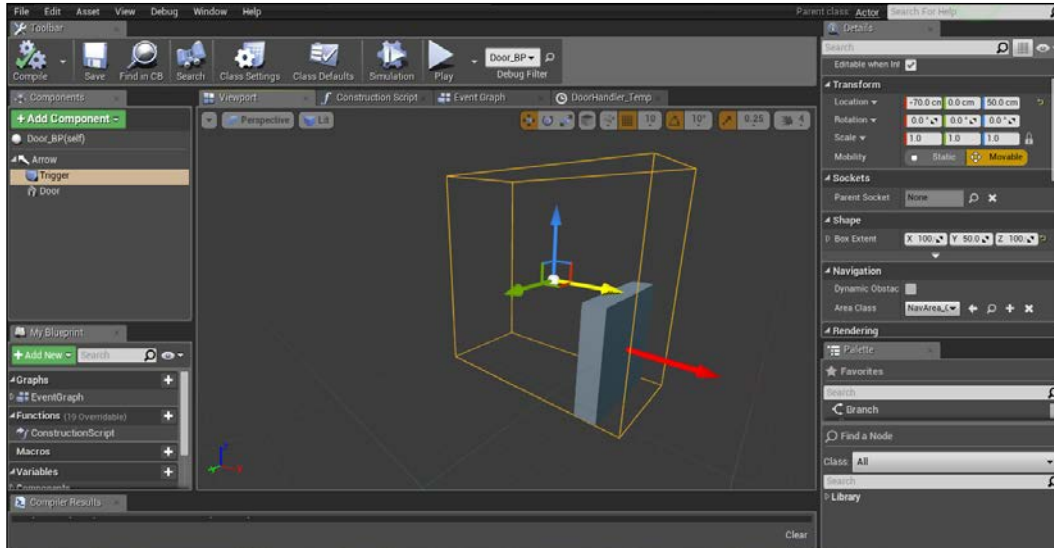 File Edit Asset View Debug Window Help
Parent class: Actor Search For Help
Toolbar
Compile Save Find in CB Search Class Settings Class Defaults Simulation Play
Door_BP
Debug Filter
Components
+ Add Component
Door_BP(self)
Arrow
Trigger
Door
My Blueprint
+ Add New Search
Graphs
EventGraph
Functions (19 Overridable)
ConstructionScript
Macros
Variables
Components
Viewport Construction Script Event Graph DoorHandler_Temp
Perspective Lit
10 10° 0.25 4
Compiler Results
Clear
Details
Search
Editable when Inh
Transform
Location -70.0 cm 0.0 cm 50.0 cm
Rotation 0.0° 0.0° 0.0°
Scale 1.0 1.0 1.0
Mobility Static Movable
Sockets
Parent Socket None
Shape
Box Extent X 100. Y 50.0 Z 100.
Navigation
Dynamic Obstac
Area Class NavArea_
Rendering
Palette
Favorites
Search
Branch
Find a Node
Class: All
Search
Library